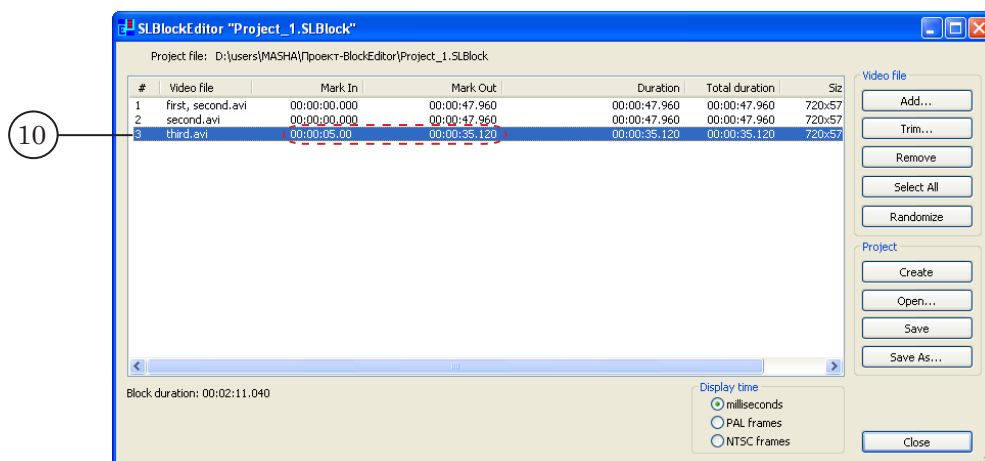 SLBlockEditor "Project_1.SLBlock"
Project file: D:\users\MASHA\Проект-BlockEditor\Project_1.SLBlock
# Video file Mark In Mark Out Duration Total duration Siz
1 first, second.avi 00:00:00.000 00:00:47.960 00:00:47.960 00:00:47.960 720x57
2 second.avi 00:00:00.000 00:00:47.960 00:00:47.960 00:00:47.960 720x57
10
3 third.avi 00:00:05.00 00:00:35.120 00:00:35.120 00:00:35.120 720x57
Video file
Add...
Trim...
Remove
Select All
Randomize
Project
Create
Open...
Save
Save As...
Block duration: 00:02:11.040
Display time
milliseconds
PAL frames
NTSC frames
Close